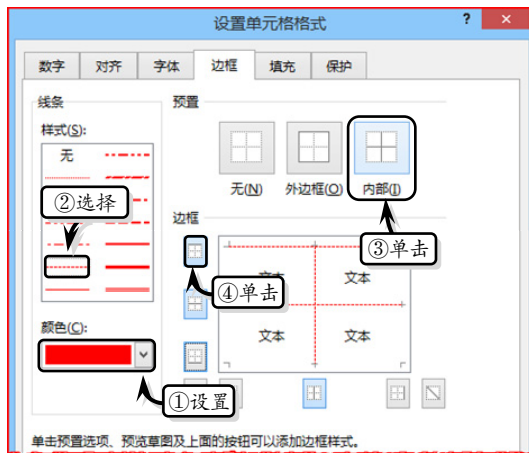 设置单元格格式
? ×
数字 对齐 字体 边框 填充 保护
线条
样式(S):
无
②选择
颜色(C):
①设置
预置
无(N) 外边框(O) 内部(I)
③单击
边框
④单击
文本 文本
文本 文本
单击预置选项、预览草图及上面的按钮可以添加边框样式。